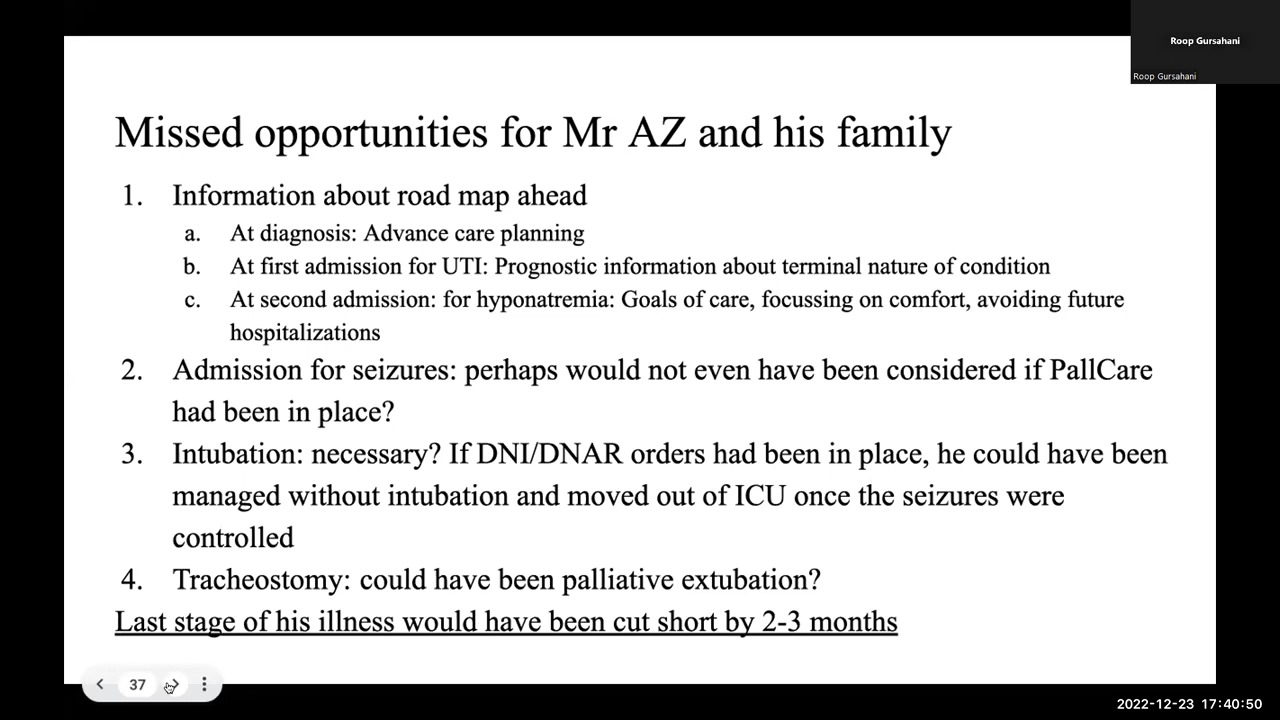 Roop Gursahani
Roop Gursahani
Missed opportunities for Mr AZ and his family
1. Information about road map ahead
a. At diagnosis: Advance care planning
b. At first admission for UTI: Prognostic information about terminal nature of condition
c. At second admission: for hyponatremia: Goals of care, focussing on comfort, avoiding future
hospitalizations
2. Admission for seizures: perhaps would not even have been considered if PallCare
had been in place?
3. Intubation: necessary? If DNI/DNAR orders had been in place, he could have been
managed without intubation and moved out of ICU once the seizures were
controlled
4. Tracheostomy: could have been palliative extubation?
Last stage of his illness would have been cut short by 2-3 months
37
2022-12-23 17:40:50